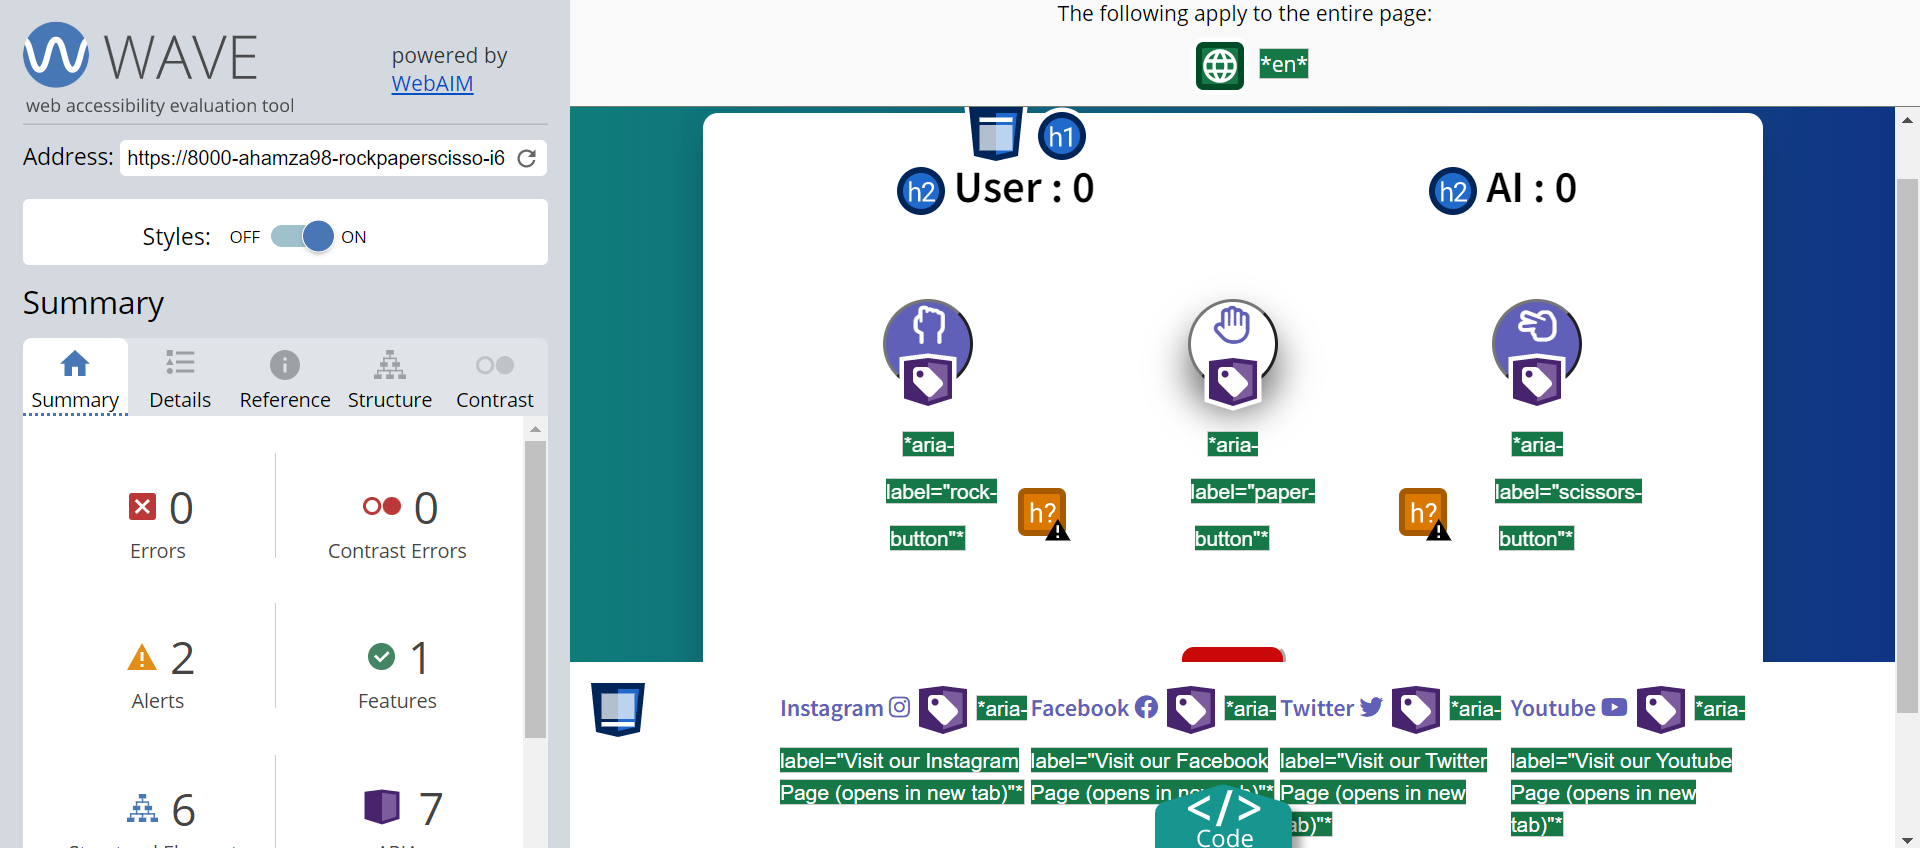 WAVE
powered by
WebAIM
web accessibility evaluation tool
Address: https://8000-ahamza98-rockpaperscisso-i6
Styles: OFF ON
Summary
Summary Details Reference Structure Contrast
0 0
Errors Contrast Errors
2 1
Alerts Features
6 7
The following apply to the entire page:
*en*
h1
h2 User : 0 h2 AI : 0
*aria- *aria- *aria-
label="rock- label="paper- label="scissors-
h? h?
button"* button"* button"*
Instagram *aria- Facebook *aria- Twitter *aria- Youtube *aria-
label="Visit our Instagram label="Visit our Facebook label="Visit our Twitter label="Visit our Youtube
Page (opens in new tab)"* Page (opens in Page (opens in new Page (opens in new
tab)"*
</>
Code